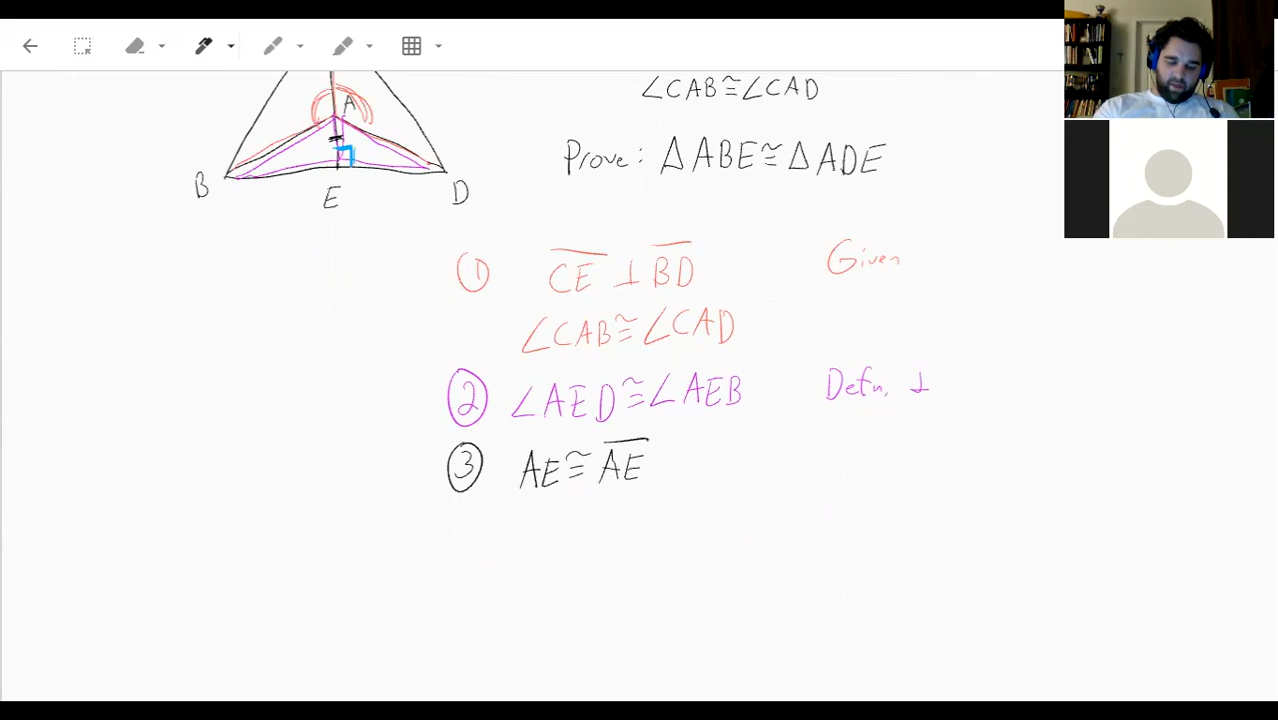 ∠CAB≅∠CAD
A
Prove: △ABE≅△ADE
B
E
D
① CE ⊥ BD Given
∠CAB≅∠CAD
② ∠AED≅∠AEB Defn. ⊥
③ AE≅AE